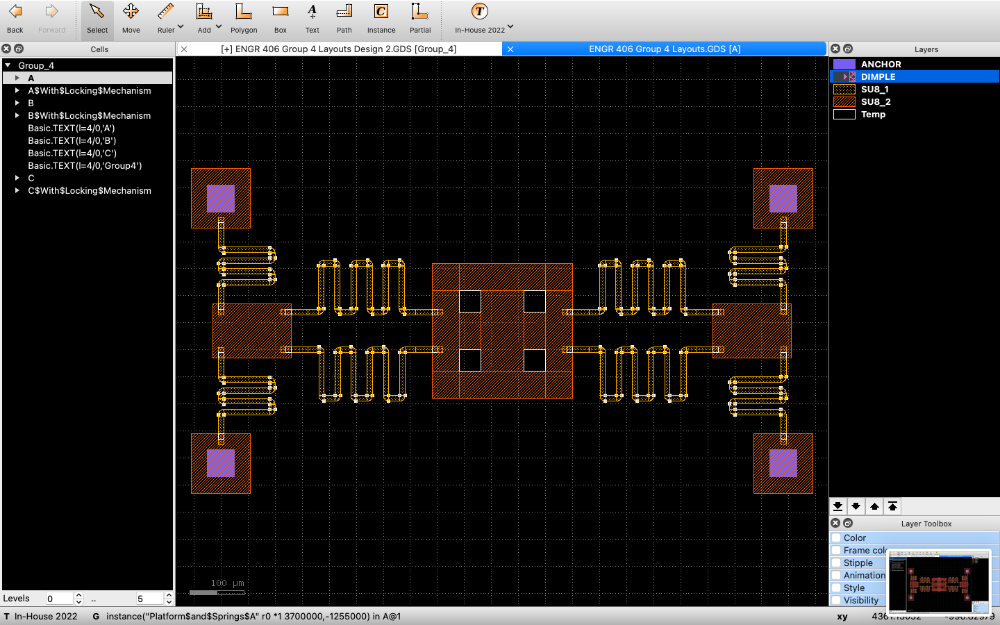 Back
Forward
Select
Move
Ruler
Add
Polygon
Box
Text
Path
Instance
Partial
In-House 2022
Cells
[+] ENGR 406 Group 4 Layouts Design 2.GDS [Group_4]
ENGR 406 Group 4 Layouts.GDS [A]
Layers
Group_4
A
A$With$Locking$Mechanism
B
B$With$Locking$Mechanism
Basic.TEXT(l=4/0,'A')
Basic.TEXT(l=4/0,'B')
Basic.TEXT(l=4/0,'C')
Basic.TEXT(l=4/0,'Group4')
C
C$With$Locking$Mechanism
ANCHOR
DIMPLE
SU8_1
SU8_2
Temp
100 µm
Layer Toolbox
Color
Frame col
Stipple
Animation
Style
Visibility
Levels 0 .. 5
T In-House 2022 G instance("Platform$and$Springs$A" r0 *1 3700000,-1255000) in A@1 xy